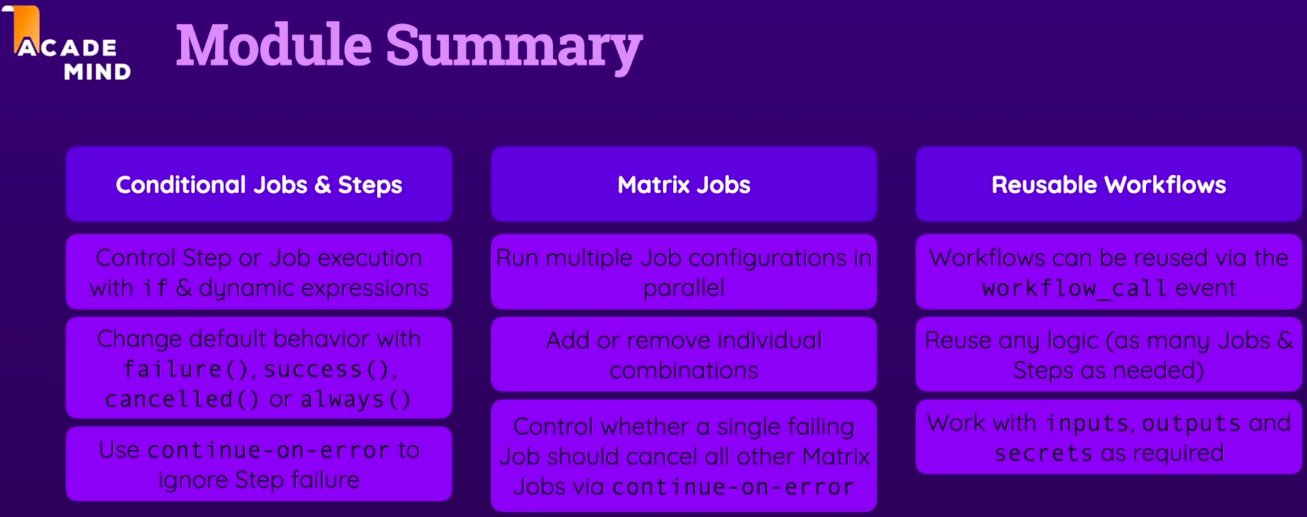 ACADE
MIND
Module Summary
Conditional Jobs & Steps
Control Step or Job execution
with if & dynamic expressions
Change default behavior with
failure(), success(),
cancelled() or always()
Use continue-on-error to
ignore Step failure
Matrix Jobs
Run multiple Job configurations in
parallel
Add or remove individual
combinations
Control whether a single failing
Job should cancel all other Matrix
Jobs via continue-on-error
Reusable Workflows
Workflows can be reused via the
workflow_call event
Reuse any logic (as many Jobs &
Steps as needed)
Work with inputs, outputs and
secrets as required